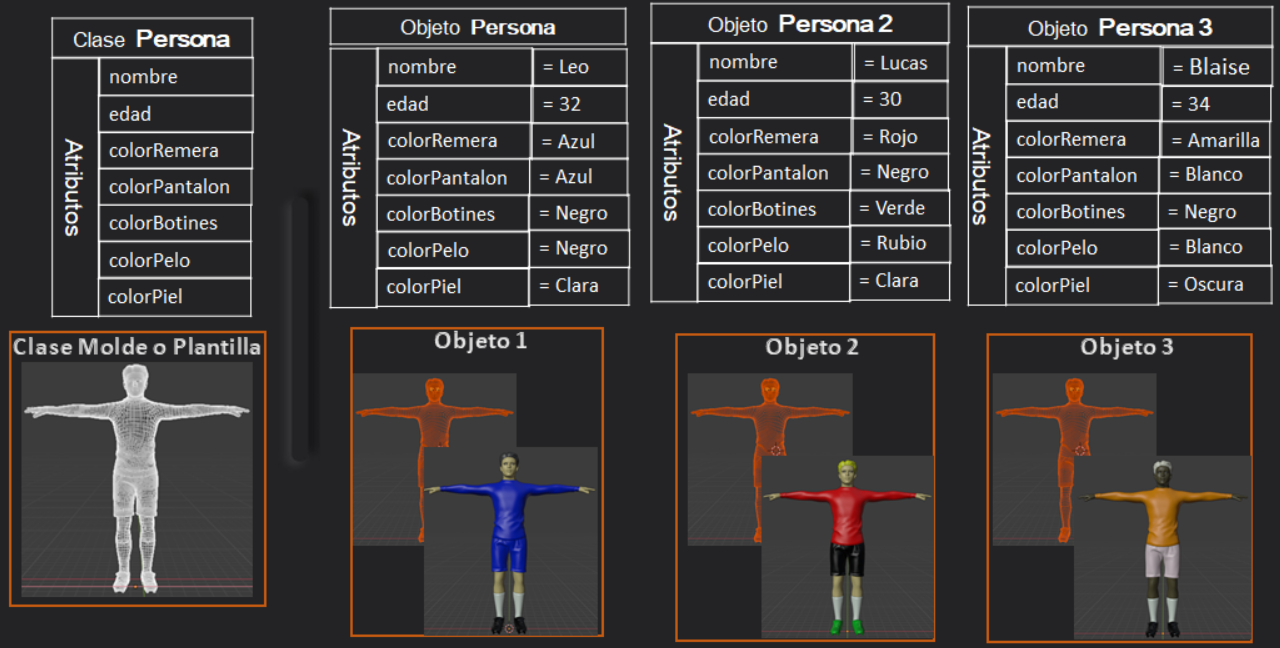 Clase Persona
Atributos
nombre
edad
colorRemera
colorPantalon
colorBotines
colorPelo
colorPiel
Objeto Persona
Atributos
nombre = Leo
edad = 32
colorRemera = Azul
colorPantalon = Azul
colorBotines = Negro
colorPelo = Negro
colorPiel = Clara
Objeto Persona 2
Atributos
nombre = Lucas
edad = 30
colorRemera = Rojo
colorPantalon = Negro
colorBotines = Verde
colorPelo = Rubio
colorPiel = Clara
Objeto Persona 3
Atributos
nombre = Blaise
edad = 34
colorRemera = Amarilla
colorPantalon = Blanco
colorBotines = Negro
colorPelo = Blanco
colorPiel = Oscura
Clase Molde o Plantilla
Objeto 1
Objeto 2
Objeto 3